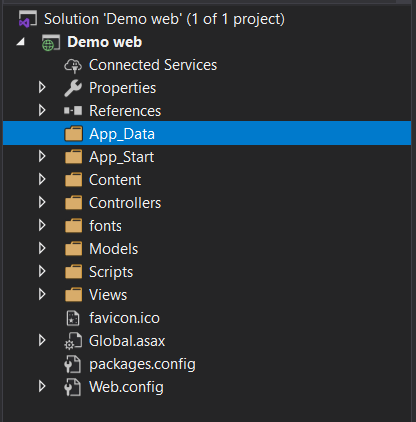 Solution 'Demo web' (1 of 1 project)
Demo web
Connected Services
Properties
References
App_Data
App_Start
Content
Controllers
fonts
Models
Scripts
Views
favicon.ico
Global.asax
packages.config
Web.config